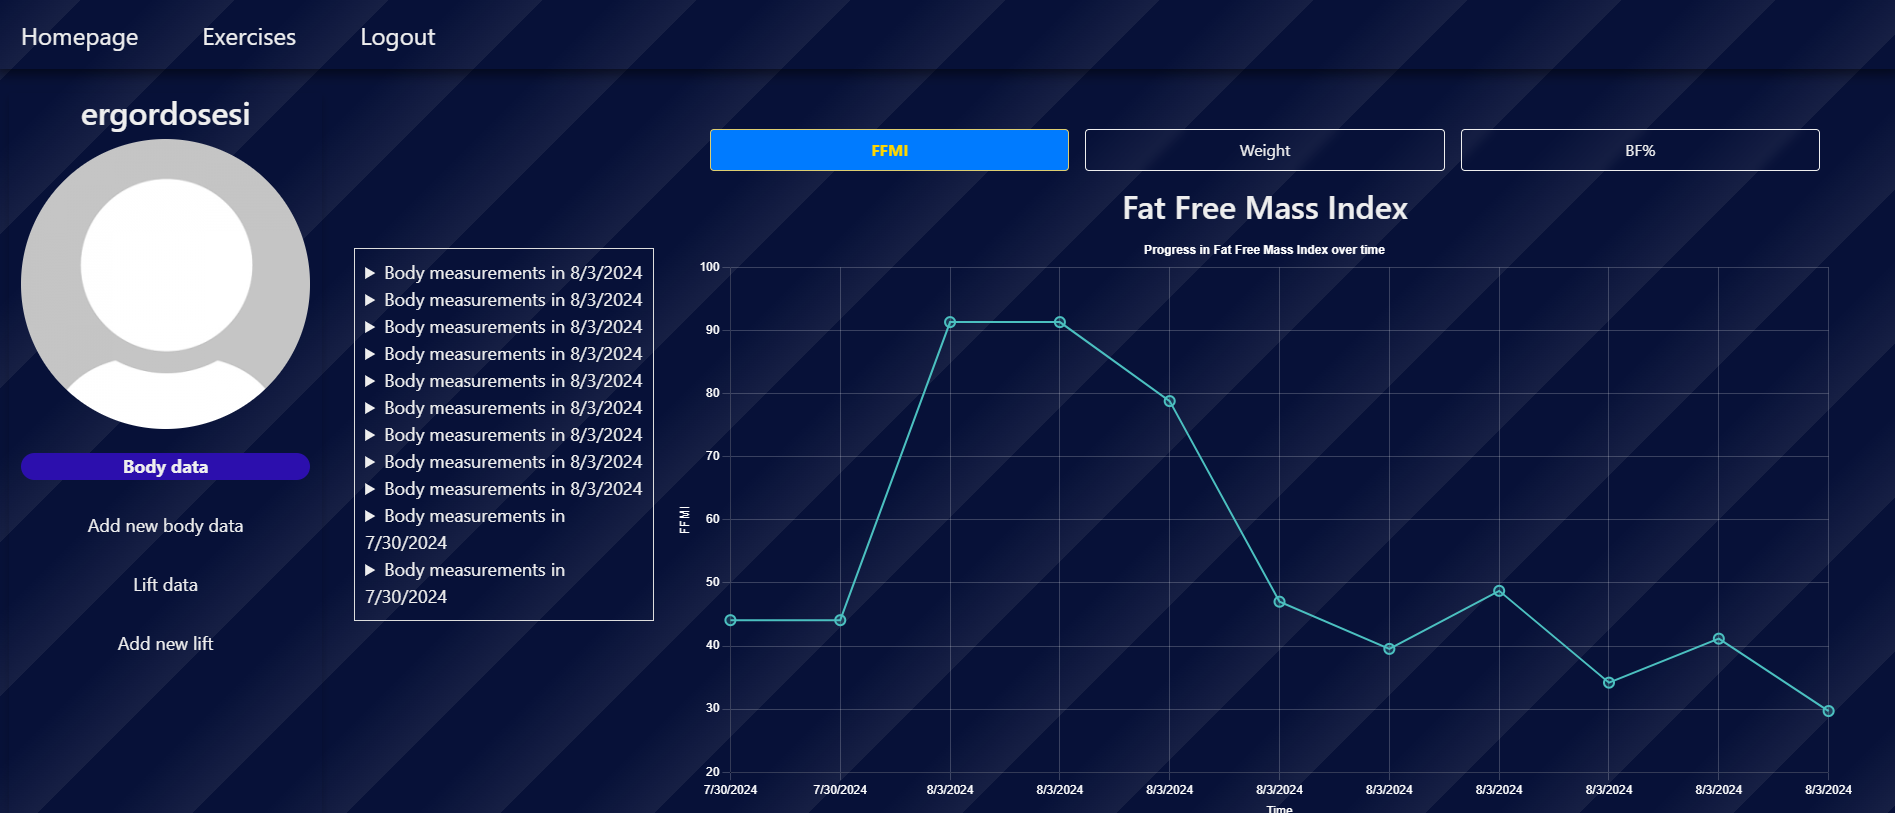 Homepage
Exercises
Logout
ergordosesi
Body data
Add new body data
Lift data
Add new lift
Body measurements in 8/3/2024
Body measurements in 8/3/2024
Body measurements in 8/3/2024
Body measurements in 8/3/2024
Body measurements in 8/3/2024
Body measurements in 8/3/2024
Body measurements in 8/3/2024
Body measurements in 8/3/2024
Body measurements in 8/3/2024
Body measurements in
7/30/2024
Body measurements in
7/30/2024
FFMI
Weight
BF%
Fat Free Mass Index
Progress in Fat Free Mass Index over time
FFMI
100
90
80
70
60
50
40
30
20
7/30/2024
7/30/2024
8/3/2024
8/3/2024
8/3/2024
8/3/2024
8/3/2024
8/3/2024
8/3/2024
8/3/2024
8/3/2024
Time